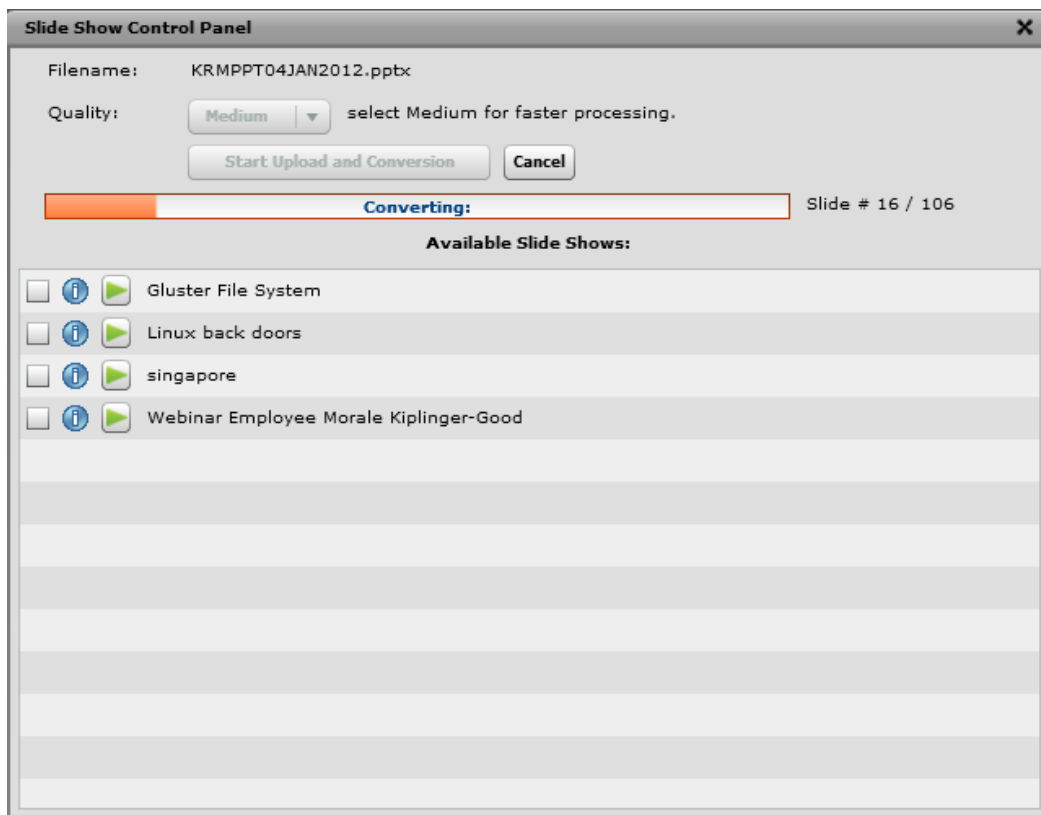 Slide Show Control Panel
Filename: KRMPPT04JAN2012.pptx
Quality: Medium select Medium for faster processing.
Start Upload and Conversion Cancel
Converting: Slide # 16 / 106
Available Slide Shows:
Gluster File System
Linux back doors
singapore
Webinar Employee Morale Kiplinger-Good